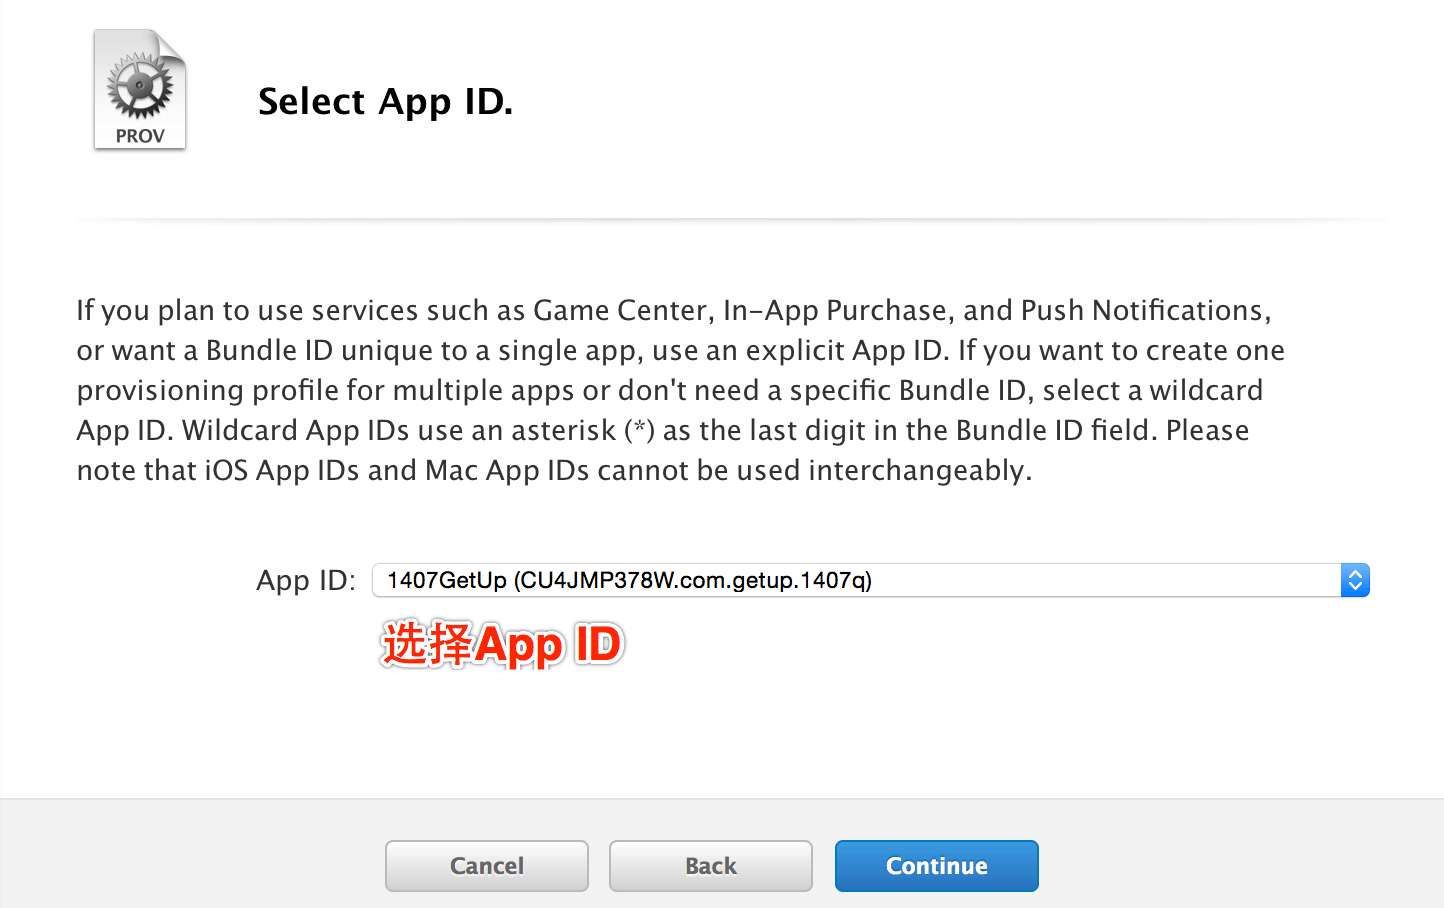 PROV
Select App ID.
If you plan to use services such as Game Center, In-App Purchase, and Push Notifications,
or want a Bundle ID unique to a single app, use an explicit App ID. If you want to create one
provisioning profile for multiple apps or don't need a specific Bundle ID, select a wildcard
App ID. Wildcard App IDs use an asterisk (*) as the last digit in the Bundle ID field. Please
note that iOS App IDs and Mac App IDs cannot be used interchangeably.
App ID: 1407GetUp (CU4JMP378W.com.getup.1407q)
选择App ID
Cancel Back Continue